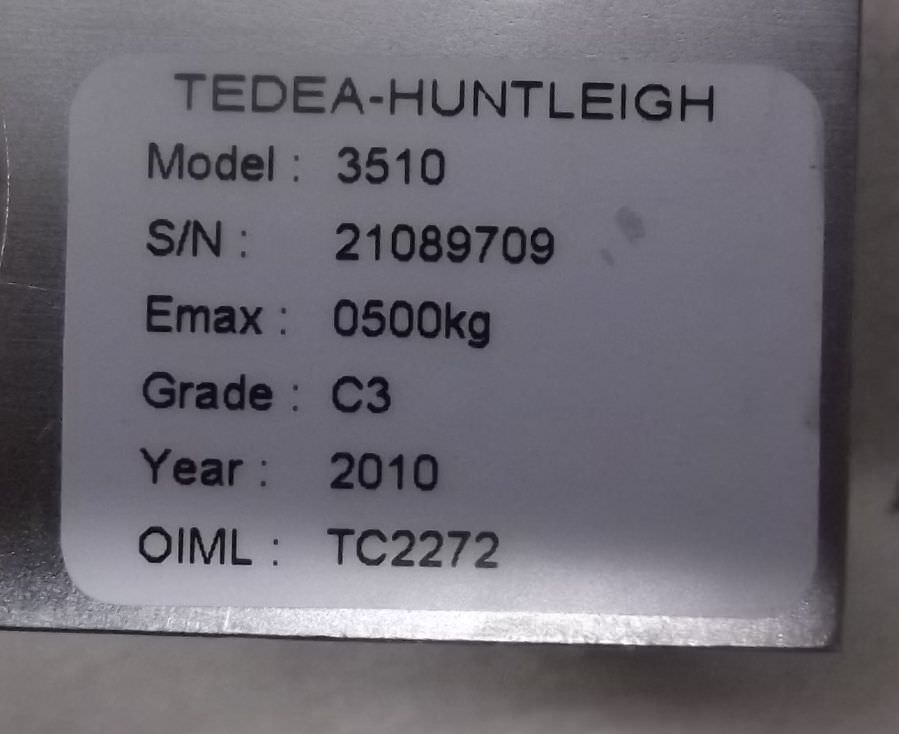 TEDEA-HUNTLEIGH
Model : 3510
S/N : 21089709
Emax : 0500kg
Grade : C3
Year : 2010
OIML : TC2272